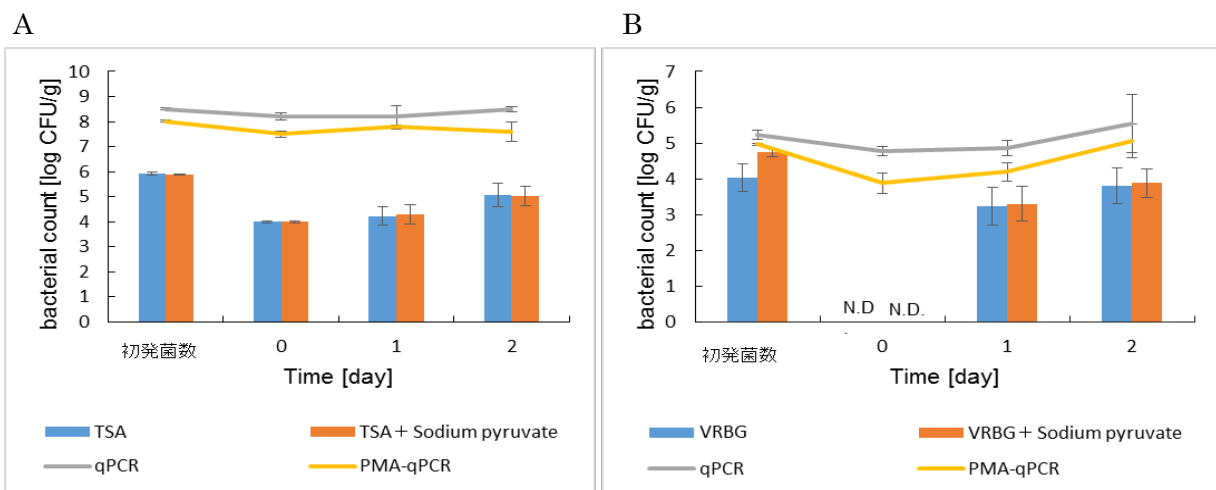 A
bacterial count [log CFU/g]
10
9
8
7
6
5
4
3
2
1
0
初発菌数 0 1 2
Time [day]
TSA TSA + Sodium pyruvate
qPCR PMA-qPCR
B
bacterial count [log CFU/g]
7
6
5
4
3
2
1
0
N.D N.D.
初発菌数 0 1 2
Time [day]
VRBG VRBG + Sodium pyruvate
qPCR PMA-qPCR